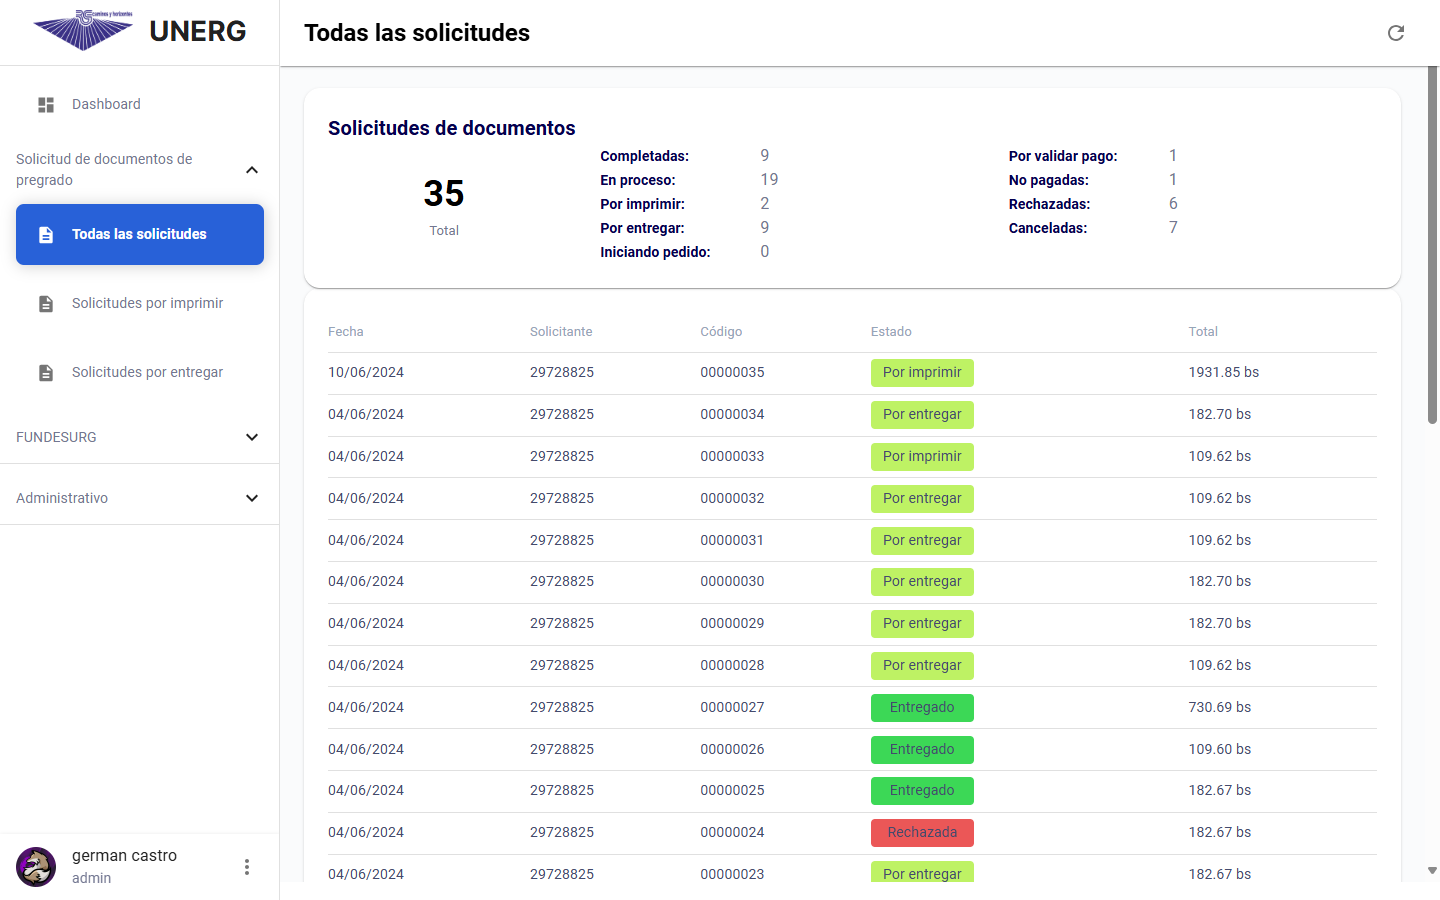 caminos y horizontes
UNERG
Todas las solicitudes
Dashboard
Solicitud de documentos de
pregrado
Todas las solicitudes
Solicitudes por imprimir
Solicitudes por entregar
FUNDESURG
Administrativo
german castro
admin
Solicitudes de documentos
35
Total
Completadas: 9
En proceso: 19
Por imprimir: 2
Por entregar: 9
Iniciando pedido: 0
Por validar pago: 1
No pagadas: 1
Rechazadas: 6
Canceladas: 7
Fecha Solicitante Código Estado Total
10/06/2024 29728825 00000035 Por imprimir 1931.85 bs
04/06/2024 29728825 00000034 Por entregar 182.70 bs
04/06/2024 29728825 00000033 Por imprimir 109.62 bs
04/06/2024 29728825 00000032 Por entregar 109.62 bs
04/06/2024 29728825 00000031 Por entregar 109.62 bs
04/06/2024 29728825 00000030 Por entregar 182.70 bs
04/06/2024 29728825 00000029 Por entregar 182.70 bs
04/06/2024 29728825 00000028 Por entregar 109.62 bs
04/06/2024 29728825 00000027 Entregado 730.69 bs
04/06/2024 29728825 00000026 Entregado 109.60 bs
04/06/2024 29728825 00000025 Entregado 182.67 bs
04/06/2024 29728825 00000024 Rechazada 182.67 bs
04/06/2024 29728825 00000023 Por entregar 182.67 bs